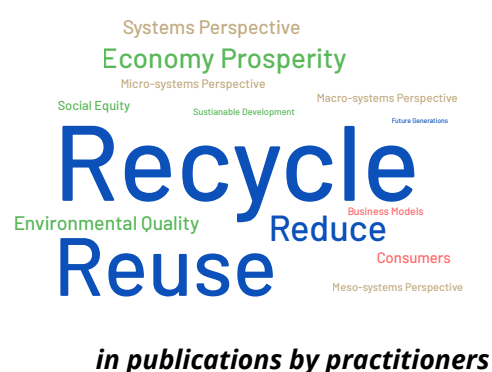 Systems Perspective
Economy Prosperity
Micro-systems Perspective
Macro-systems Perspective
Social Equity
Sustianable Development
Future Generations
Recycle
Business Models
Environmental Quality
Reduce
Reuse
Consumers
Meso-systems Perspective
in publications by practitioners